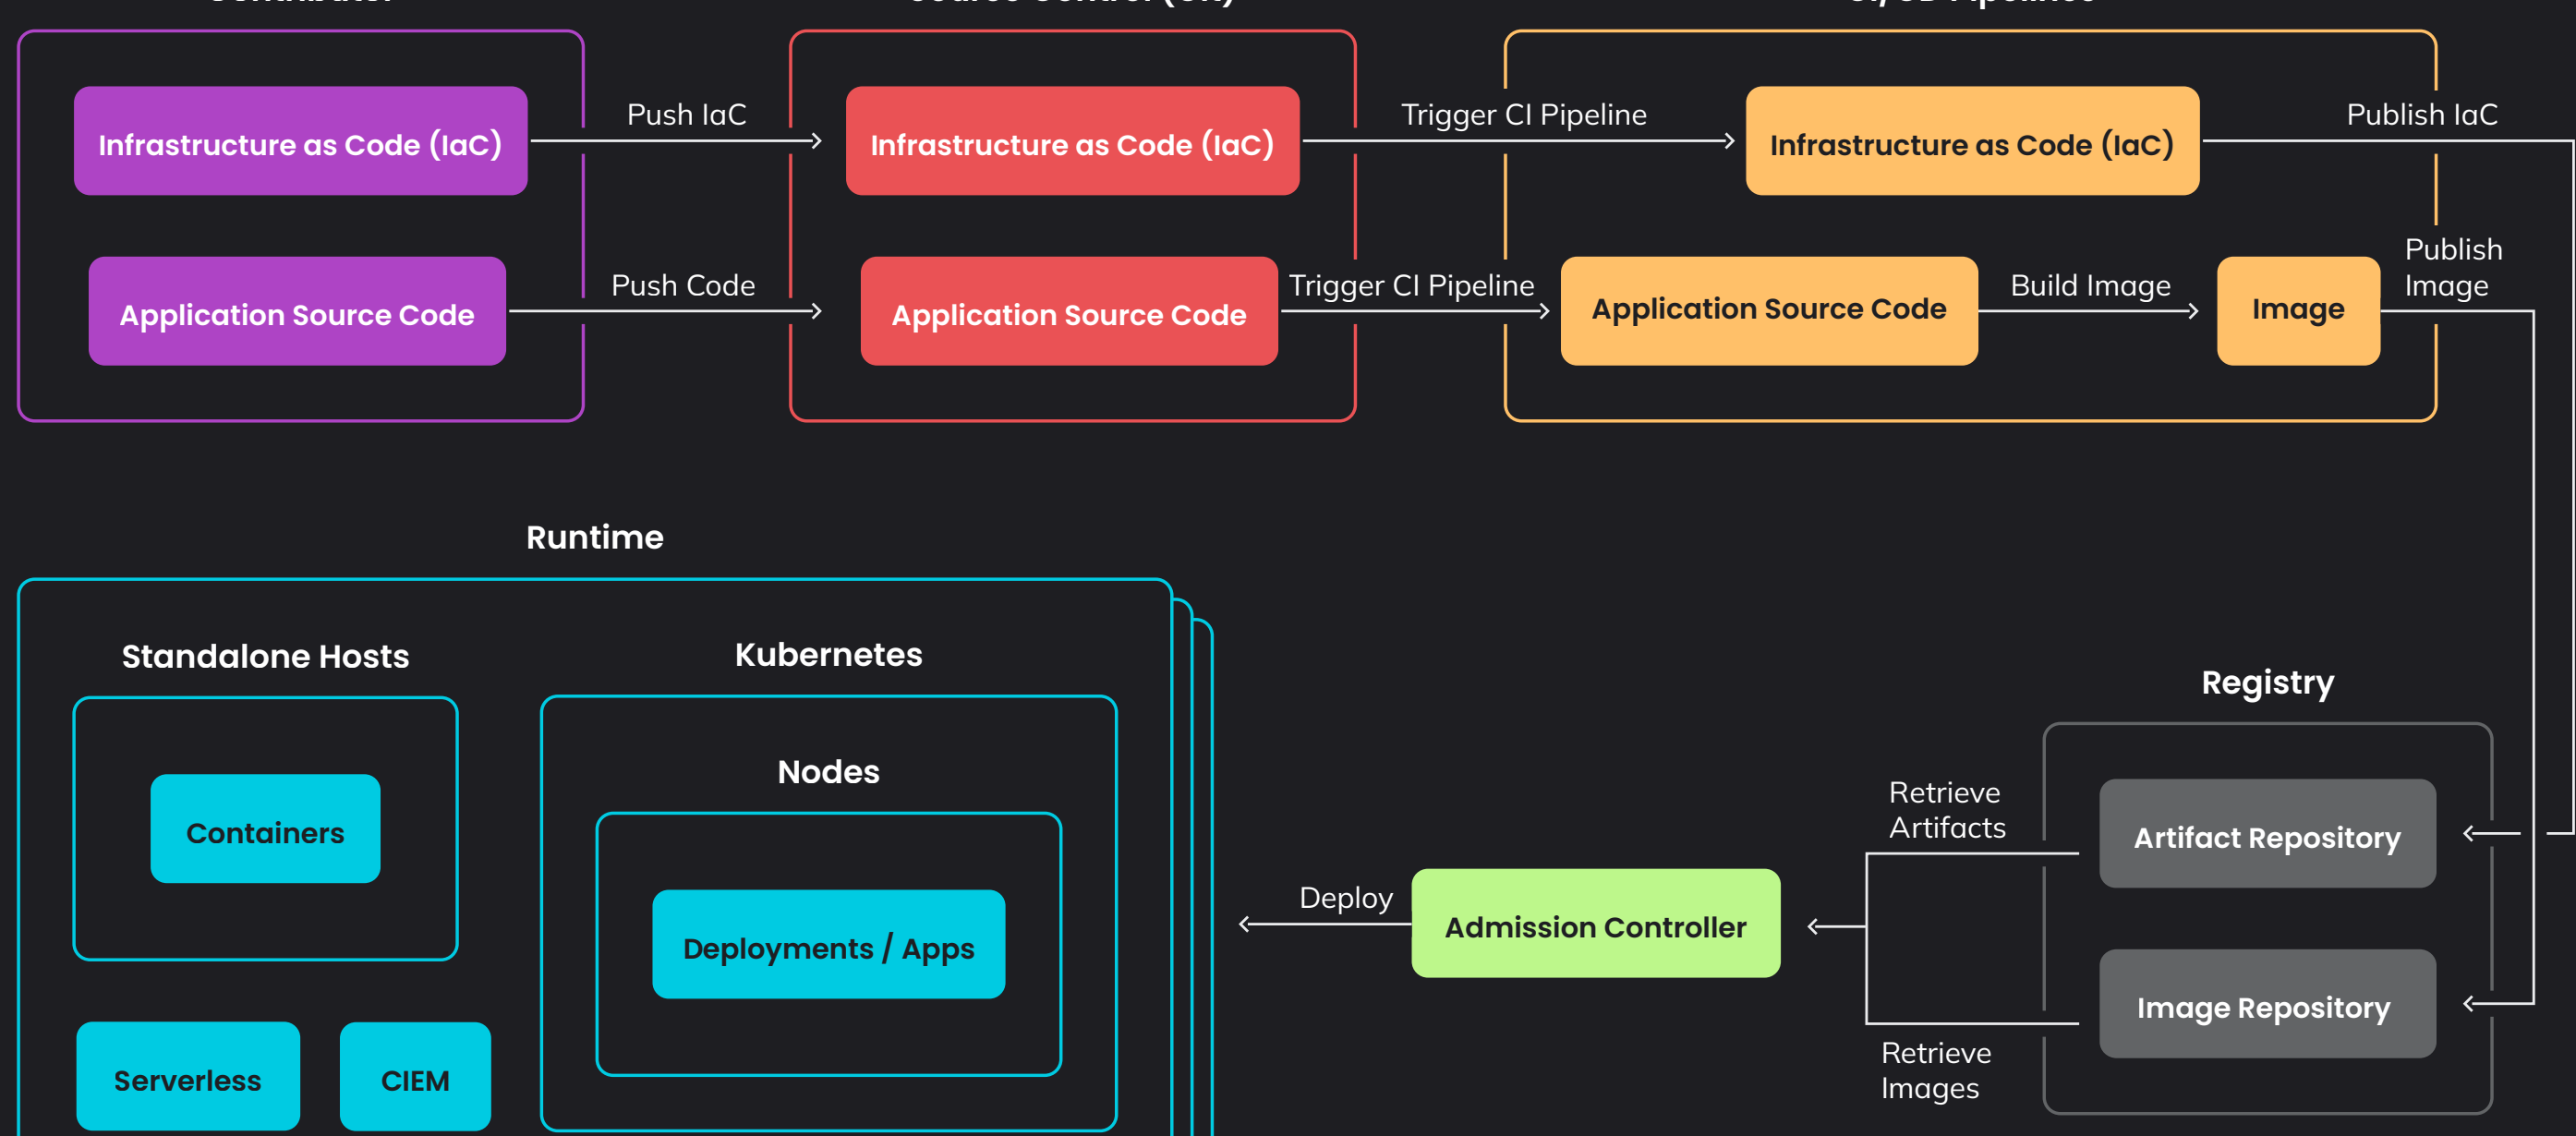 Infrastructure as Code (IaC)
Push IaC
Infrastructure as Code (IaC)
Trigger CI Pipeline
Infrastructure as Code (IaC)
Publish IaC
Application Source Code
Push Code
Application Source Code
Trigger CI Pipeline
Application Source Code
Build Image
Image
Publish
Image
Runtime
Standalone Hosts
Containers
Serverless
CIEM
Kubernetes
Nodes
Deployments / Apps
Deploy
Admission Controller
Retrieve
Artifacts
Retrieve
Images
Registry
Artifact Repository
Image Repository